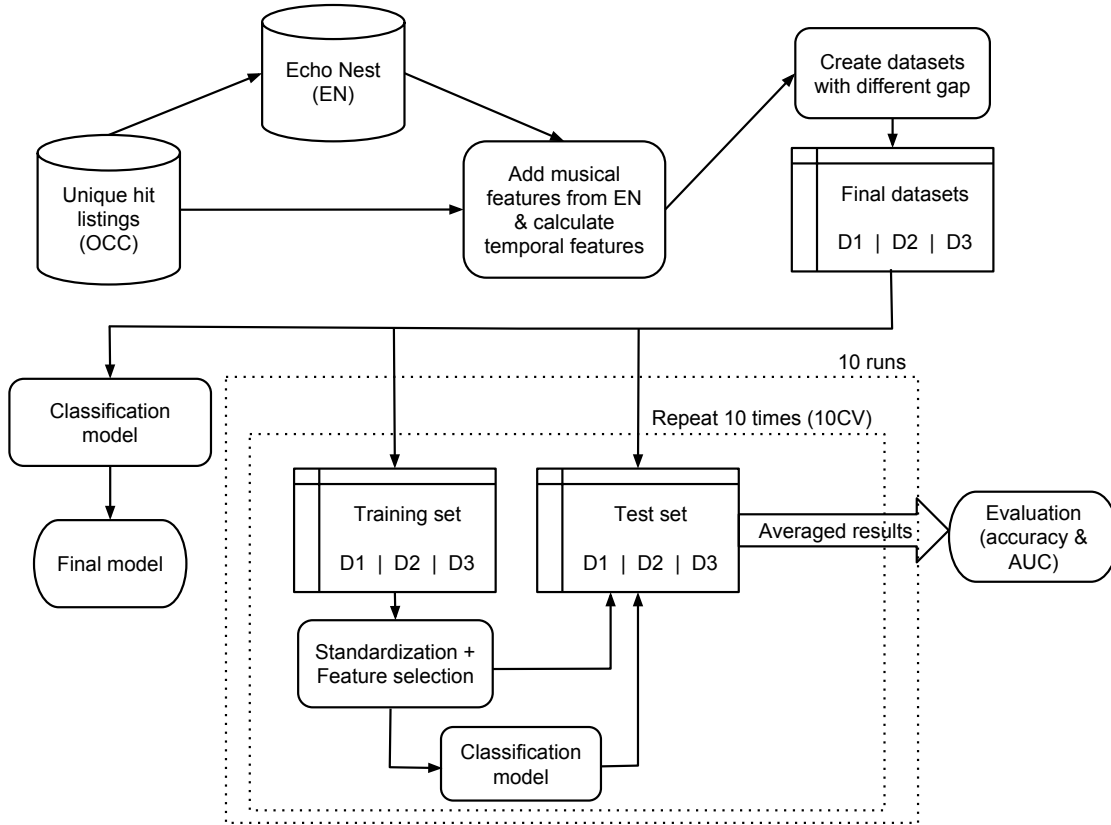 Echo Nest
(EN)
Create datasets
with different gap
Unique hit
listings
(OCC)
Add musical
features from EN
& calculate
temporal features
Final datasets
D1 | D2 | D3
10 runs
Classification
model
Repeat 10 times (10CV)
Training set
D1 | D2 | D3
Test set
D1 | D2 | D3
Averaged results
Evaluation
(accuracy &
AUC)
Final model
Standardization +
Feature selection
Classification
model